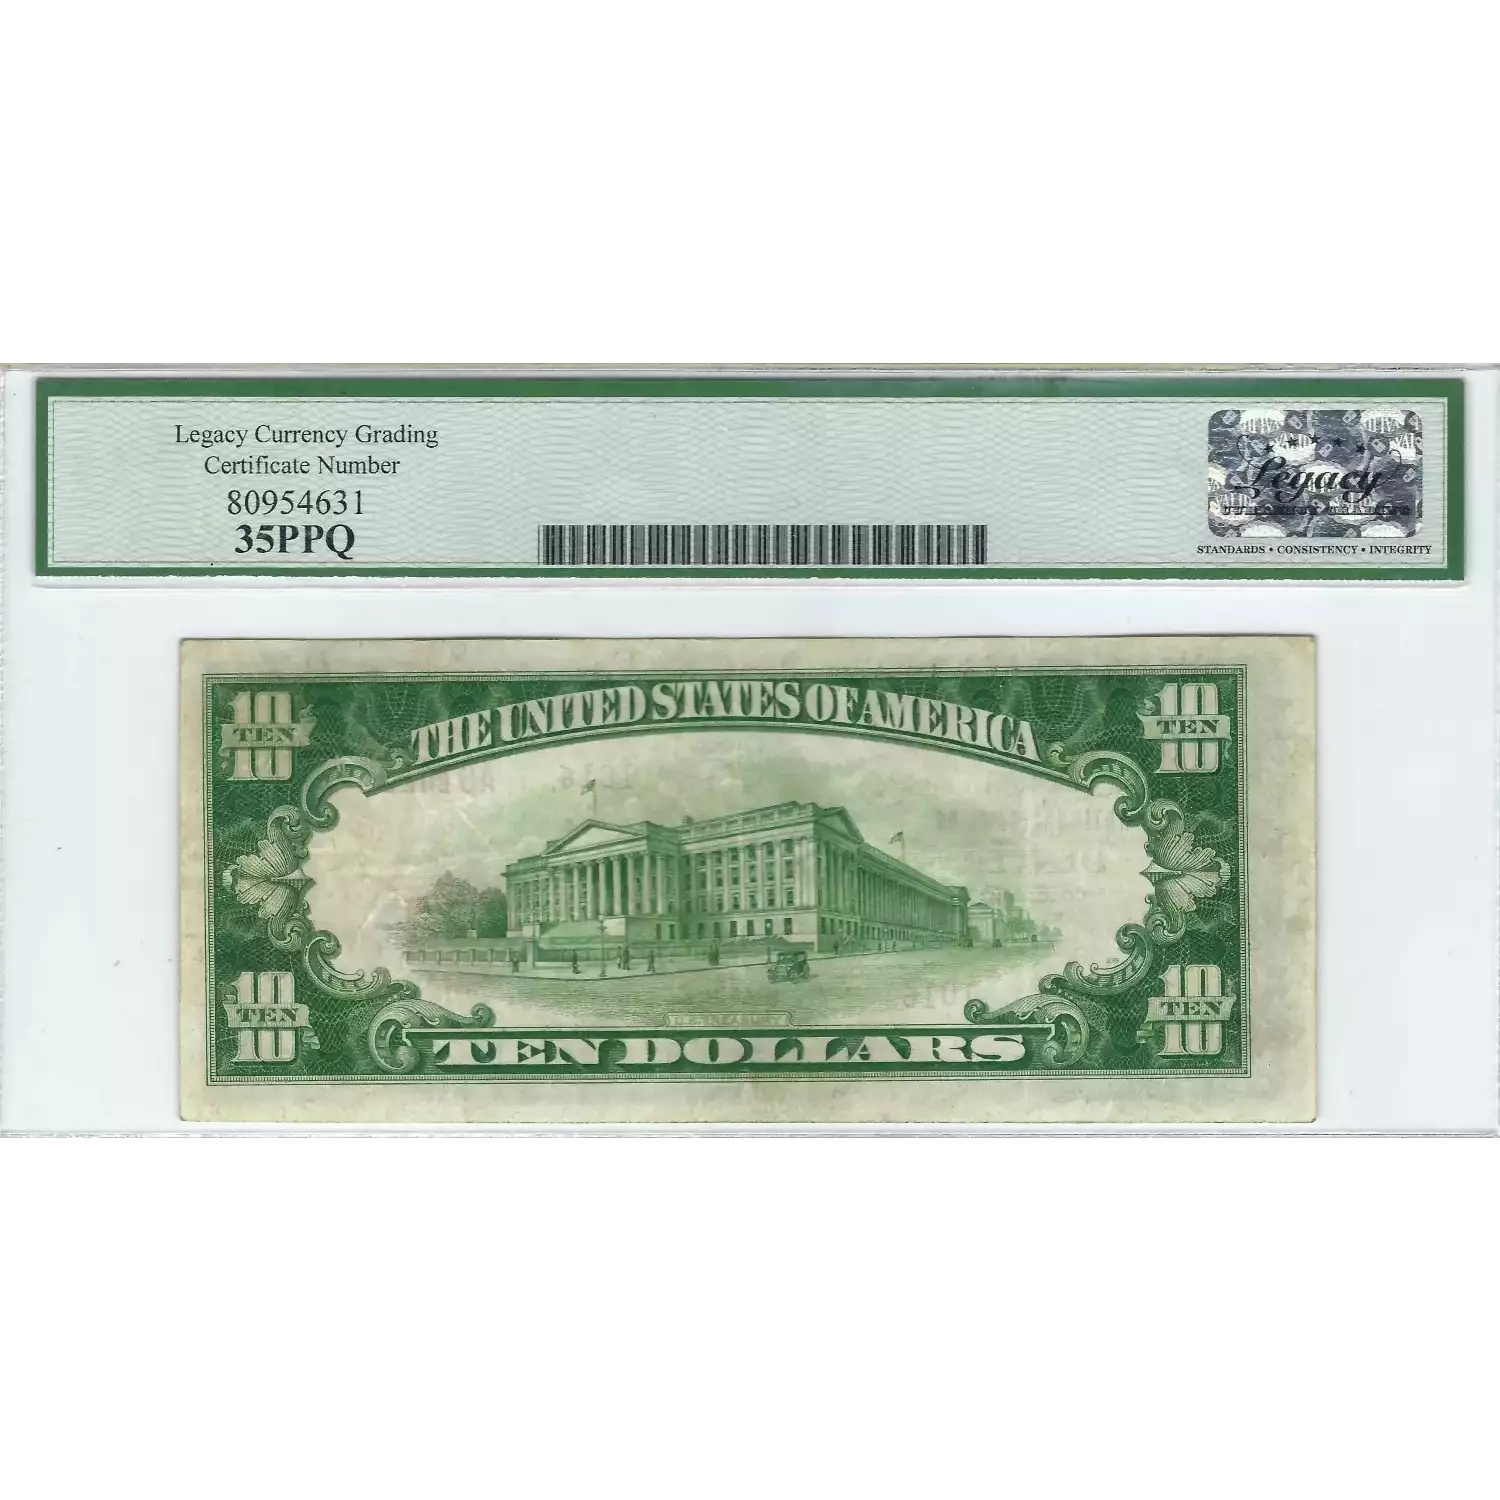 Legacy Currency Grading
Certificate Number
80954631
35PPQ
Legacy
STANDARDS • CONSISTENCY • INTEGRITY
10 TEN 10
THE UNITED STATES OF AMERICA
10 TEN 10
10 TEN 10
TEN DOLLARS
10 TEN 10